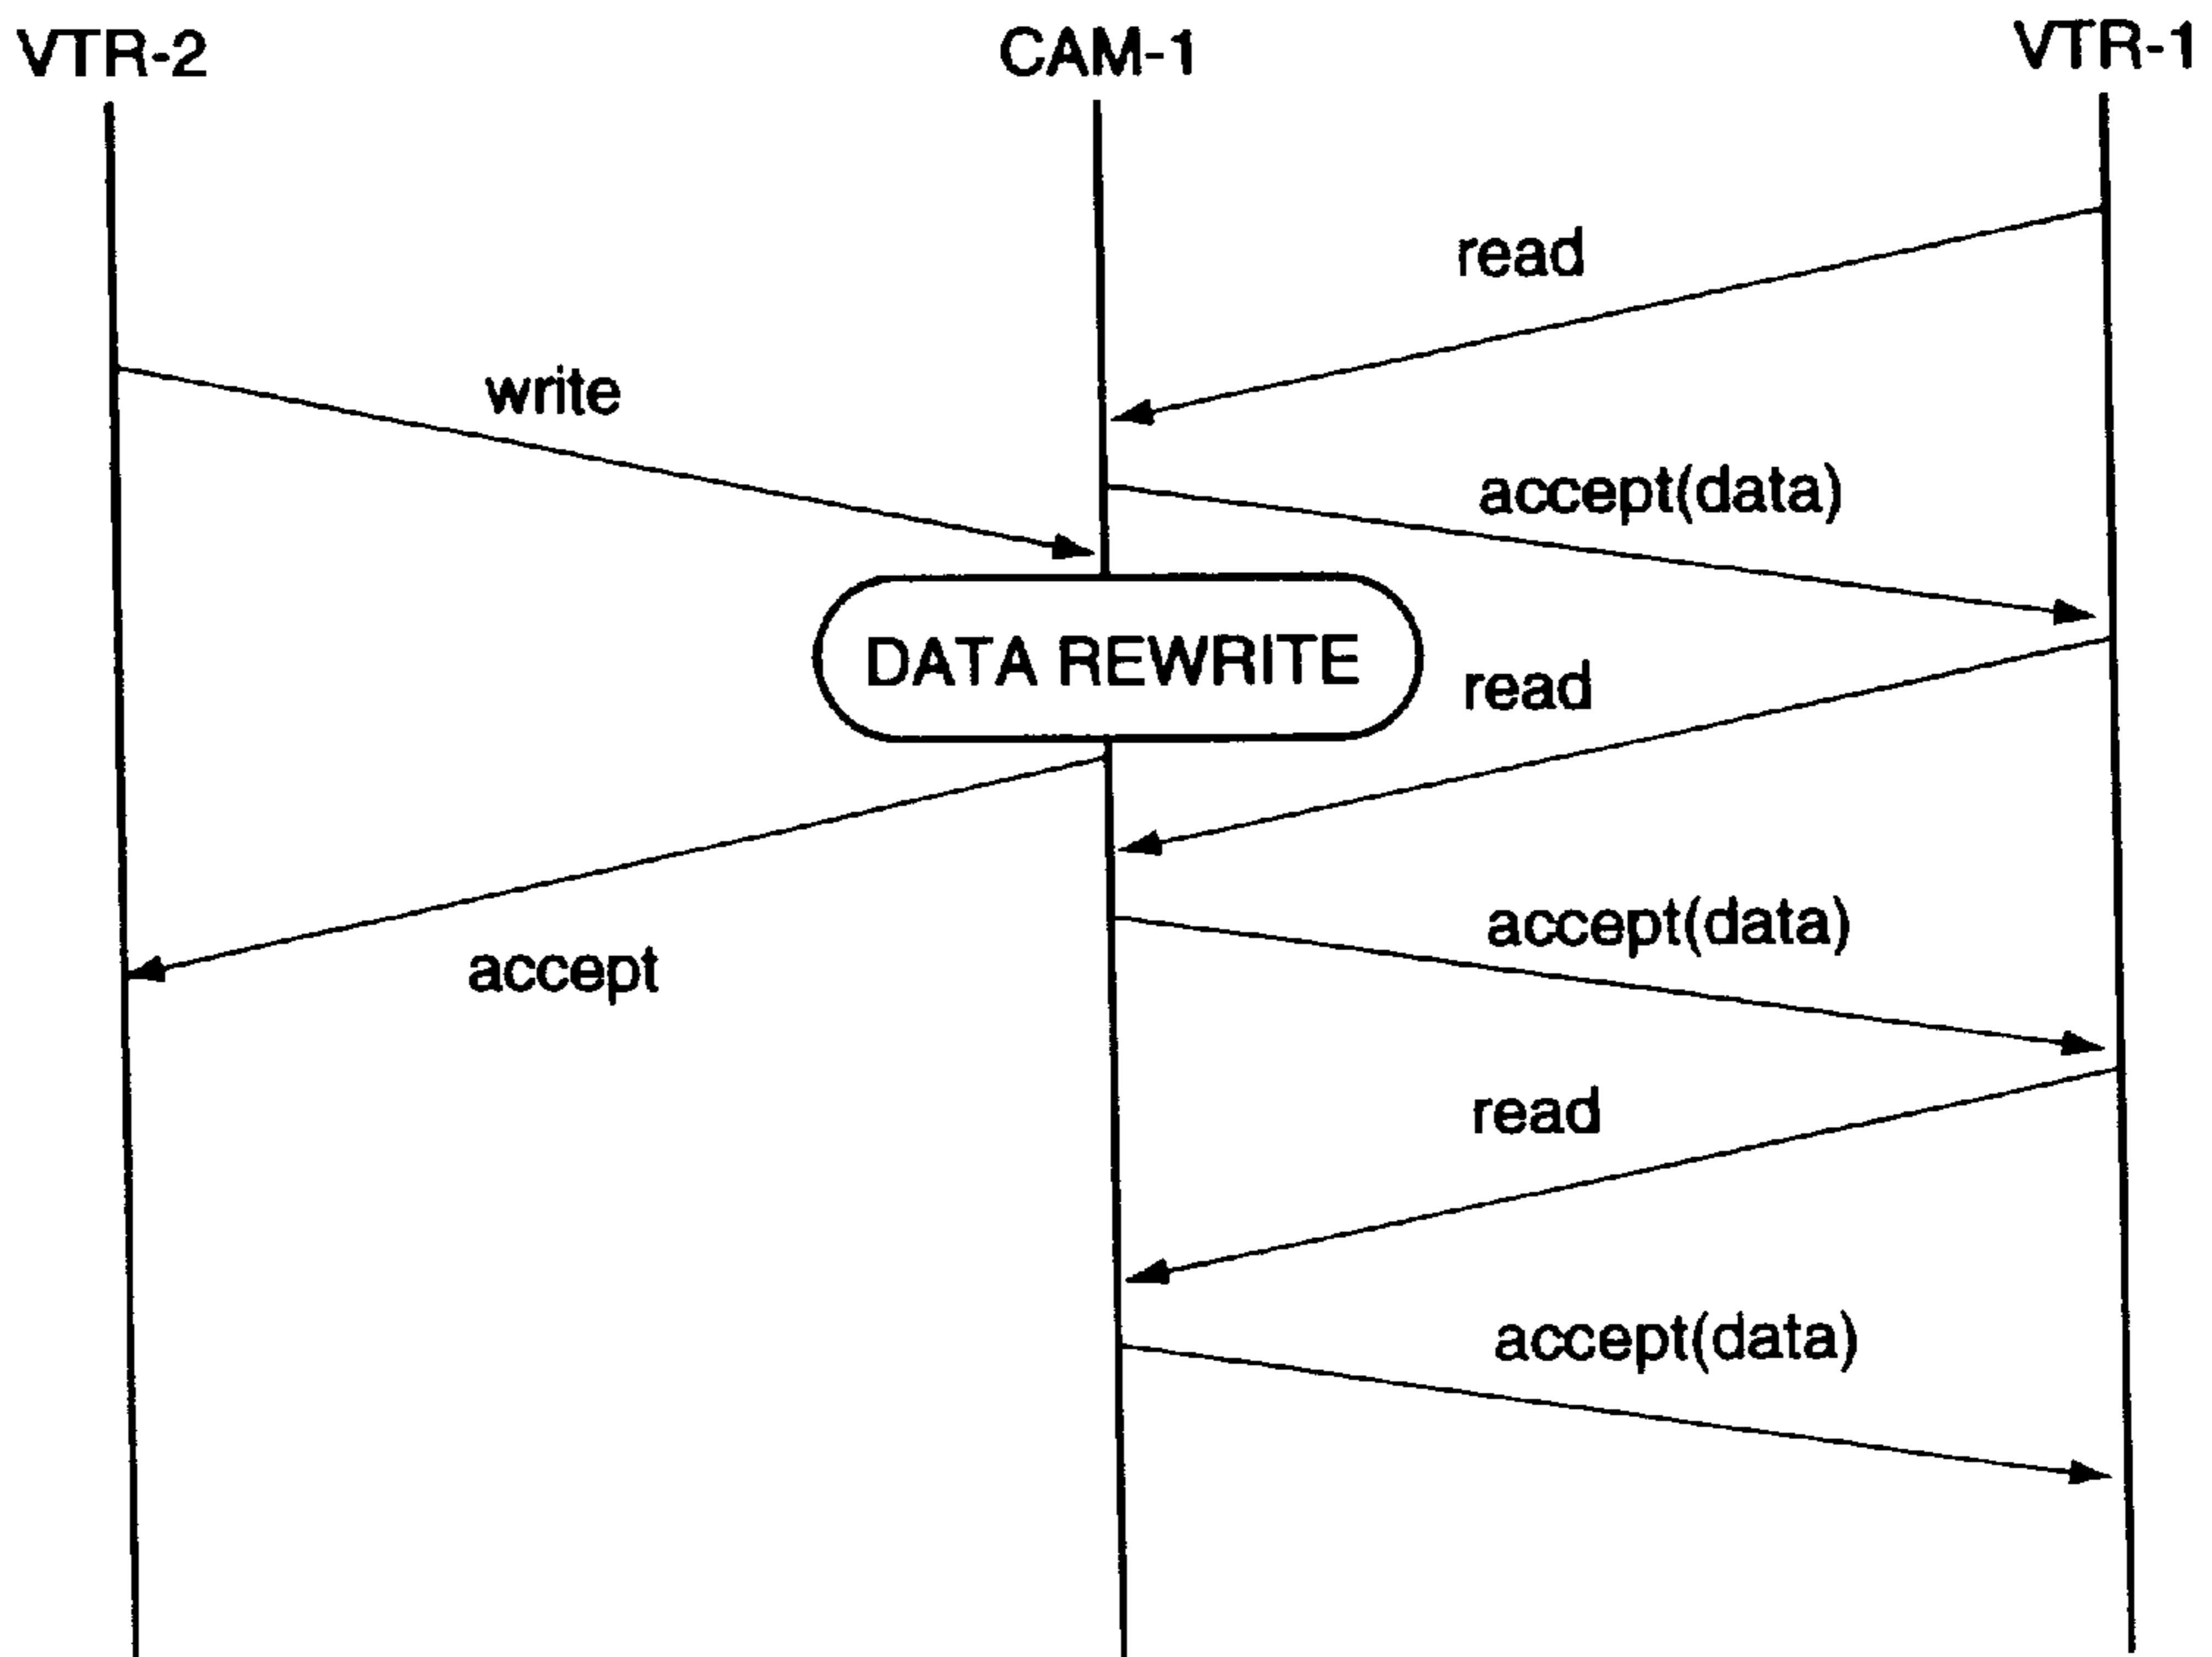 VTR-2
CAM-1
VTR-1
read
write
accept(data)
DATA REWRITE
read
accept(data)
accept
read
accept(data)